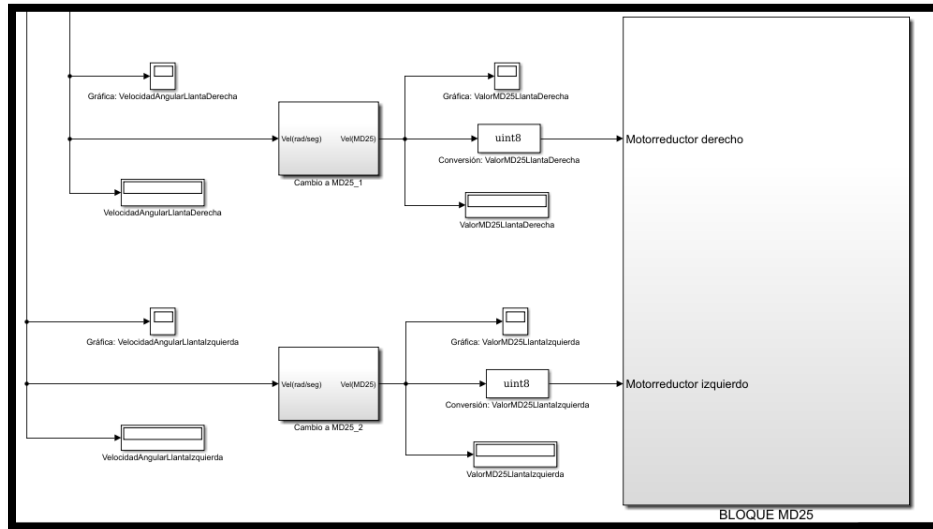 Gráfica: VelocidadAngularLlantaDerecha
Gráfica: ValorMD25LlantaDerecha
Vel(rad/seg)
Vel(MD25)
uint8
Motorreductor derecho
Conversión: ValorMD25LlantaDerecha
Cambio a MD25_1
VelocidadAngularLlantaDerecha
ValorMD25LlantaDerecha
Gráfica: VelocidadAngularLlantaIzquierda
Gráfica: ValorMD25LlantaIzquierda
Vel(rad/seg)
Vel(MD25)
uint8
Motorreductor izquierdo
Conversión: ValorMD25LlantaIzquierda
Cambio a MD25_2
VelocidadAngularLlantaIzquierda
ValorMD25LlantaIzquierda
BLOQUE MD25